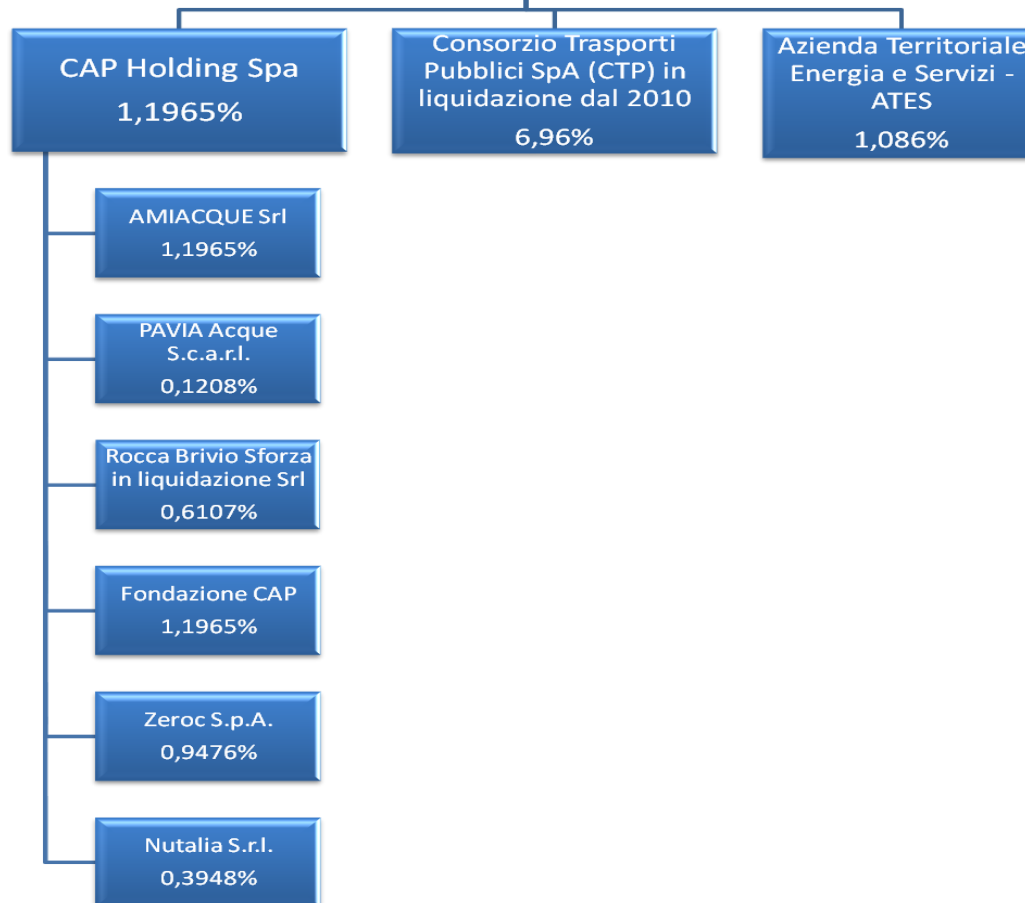 CAP Holding Spa
1,1965%
Consorzio Trasporti
Pubblici SpA (CTP) in
liquidazione dal 2010
6,96%
Azienda Territoriale
Energia e Servizi -
ATES
1,086%
AMIACQUE Srl
1,1965%
PAVIA Acque
S.c.a.r.l.
0,1208%
Rocca Brivio Sforza
in liquidazione Srl
0,6107%
Fondazione CAP
1,1965%
Zeroc S.p.A.
0,9476%
Nutalia S.r.l.
0,3948%